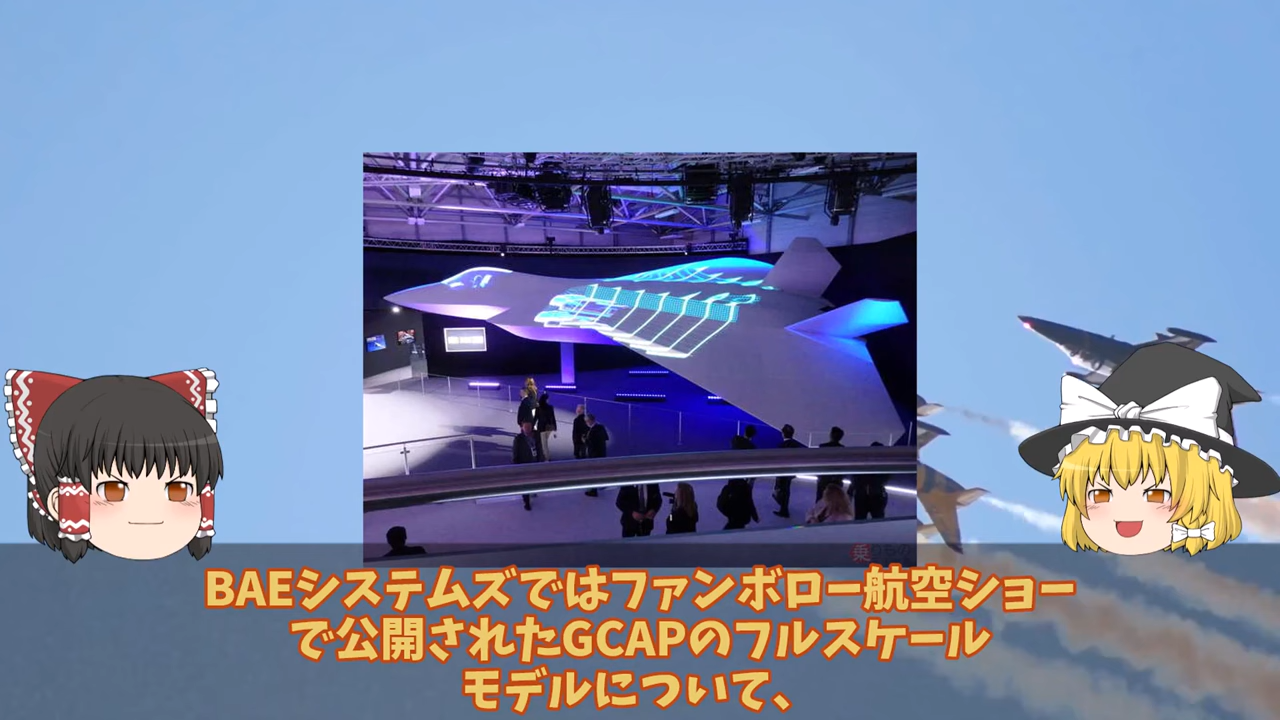 BAEシステムズではファンボロー航空ショー
で公開されたGCAPのフルスケール
モデルについて、